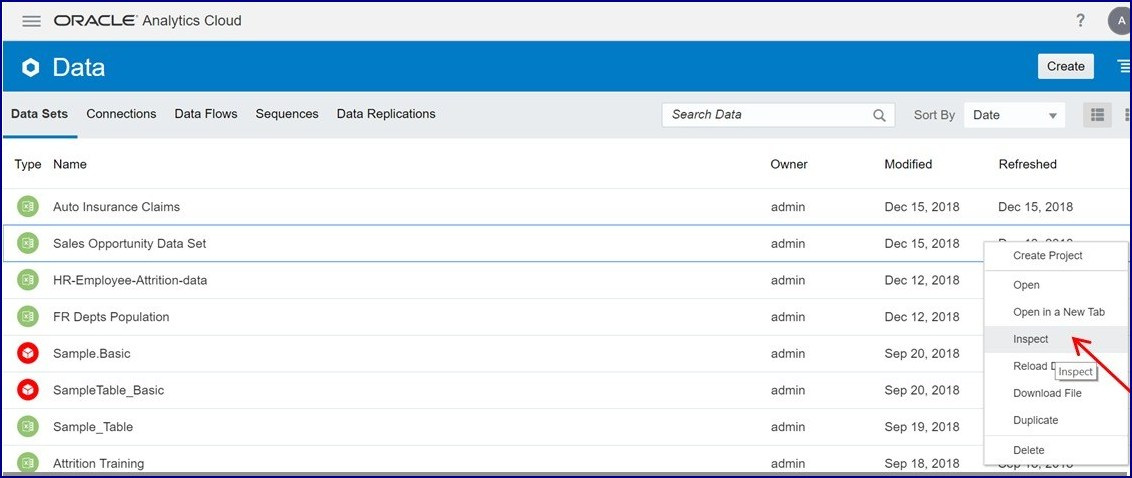 ORACLE Analytics Cloud ? A
Data Create
Data Sets Connections Data Flows Sequences Data Replications Search Data Sort By Date
Type Name Owner Modified Refreshed
Auto Insurance Claims admin Dec 15, 2018 Dec 15, 2018
Sales Opportunity Data Set admin Dec 15, 2018
HR-Employee-Attrition-data admin Dec 12, 2018
FR Depts Population admin Dec 12, 2018
Sample.Basic admin Sep 20, 2018
SampleTable_Basic admin Sep 20, 2018
Sample_Table admin Sep 19, 2018
Attrition Training admin Sep 18, 2018
Create Project
Open
Open in a New Tab
Inspect
Reload
Inspect
Download File
Duplicate
Delete